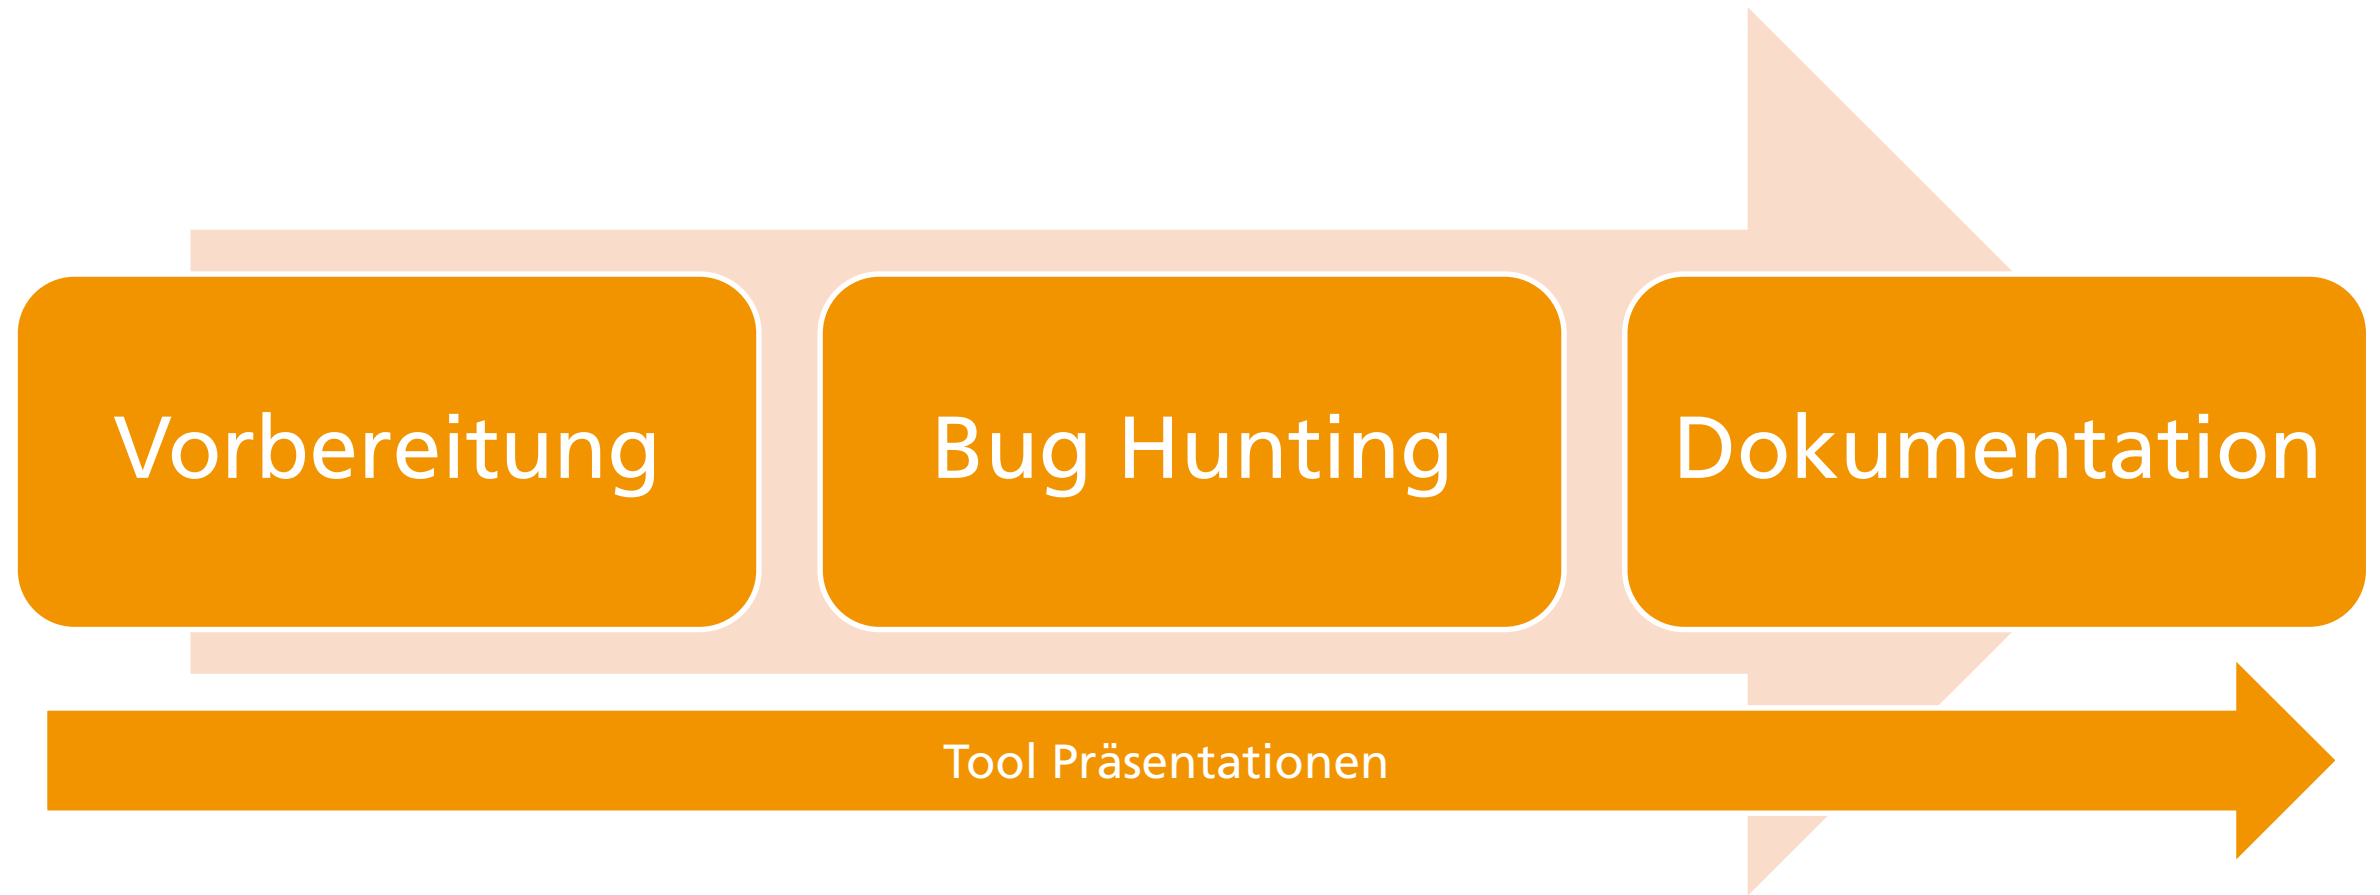 Vorbereitung
Bug Hunting
Dokumentation
Tool Präsentationen